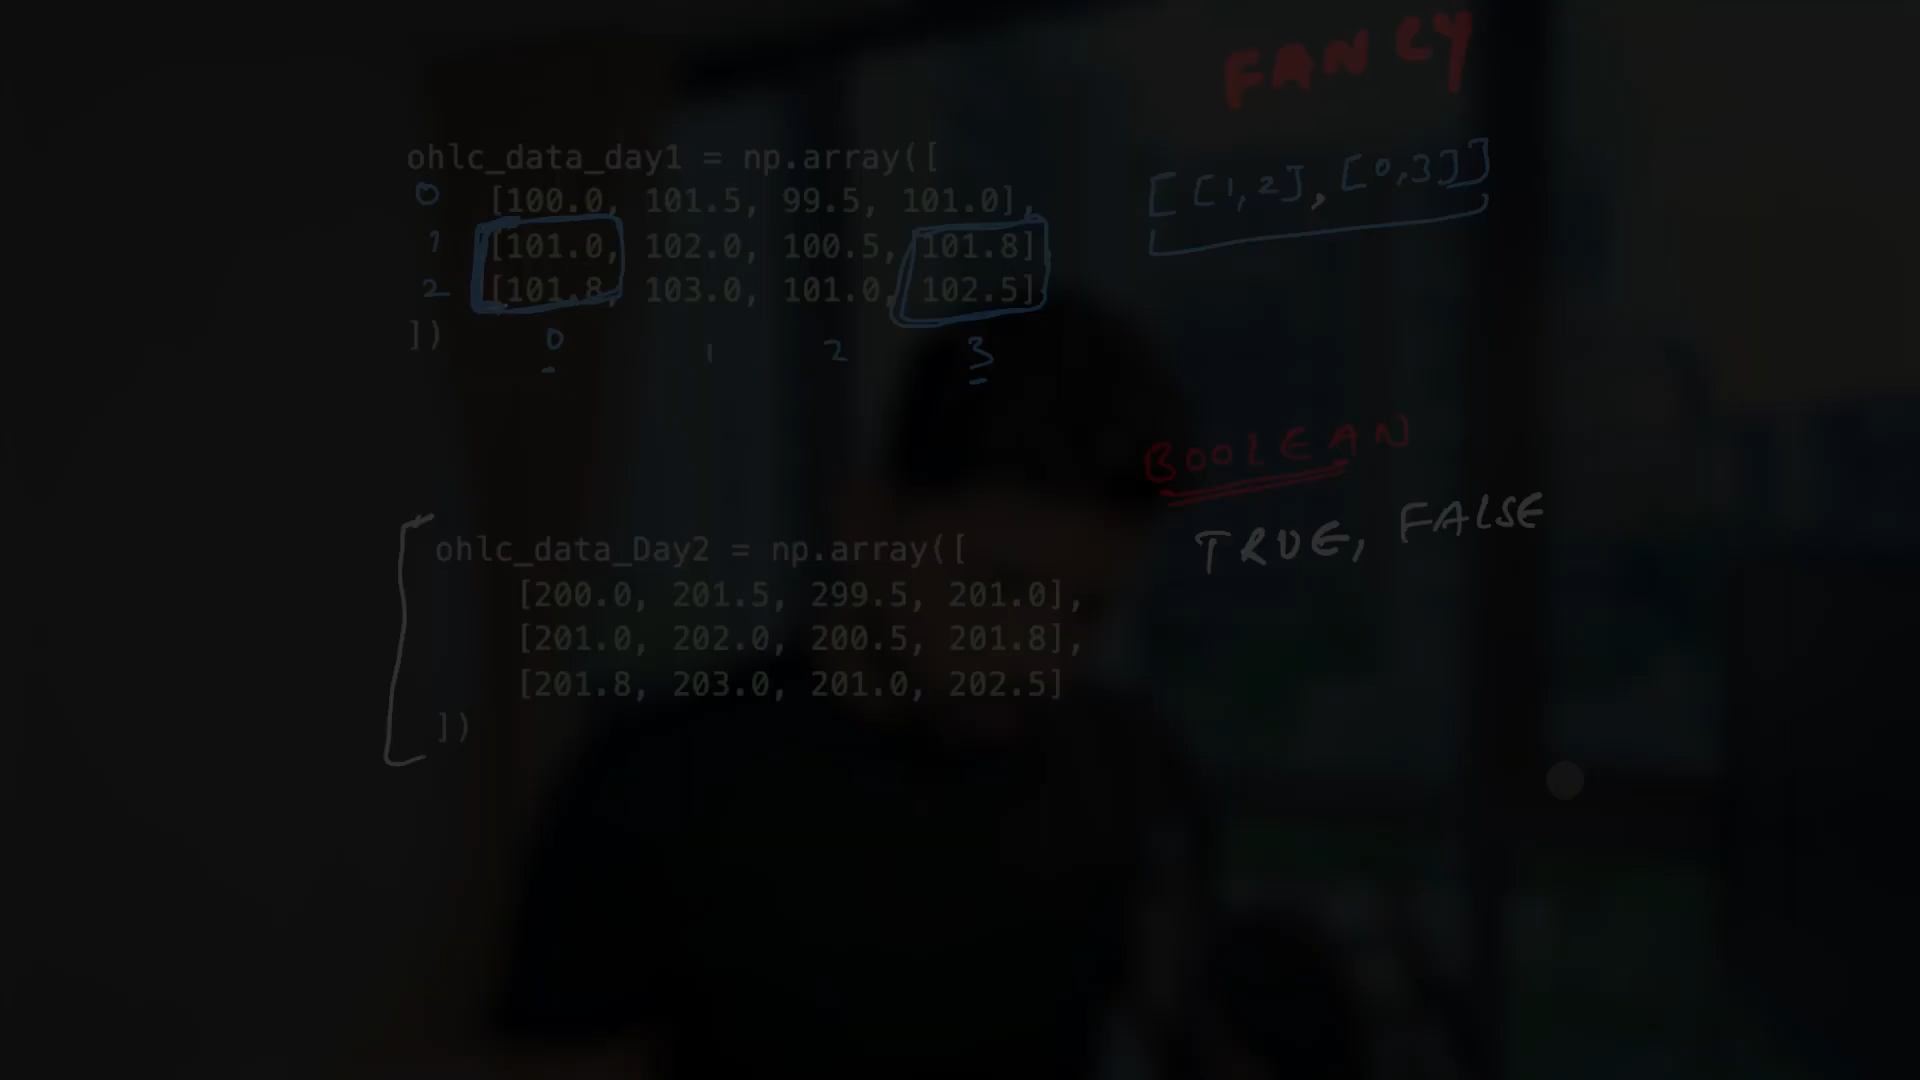 FANCY
ohlc_data_day1 = np.array([
0 [100.0, 101.5, 99.5, 101.0],
1 [101.0, 102.0, 100.5, 101.8]
2 [101.8, 103.0, 101.0, 102.5]
])
0 1 2 3
[[1,2],[0,3]]
BOOLEAN
TRUE, FALSE
ohlc_data_Day2 = np.array([
[200.0, 201.5, 299.5, 201.0],
[201.0, 202.0, 200.5, 201.8],
[201.8, 203.0, 201.0, 202.5]
])